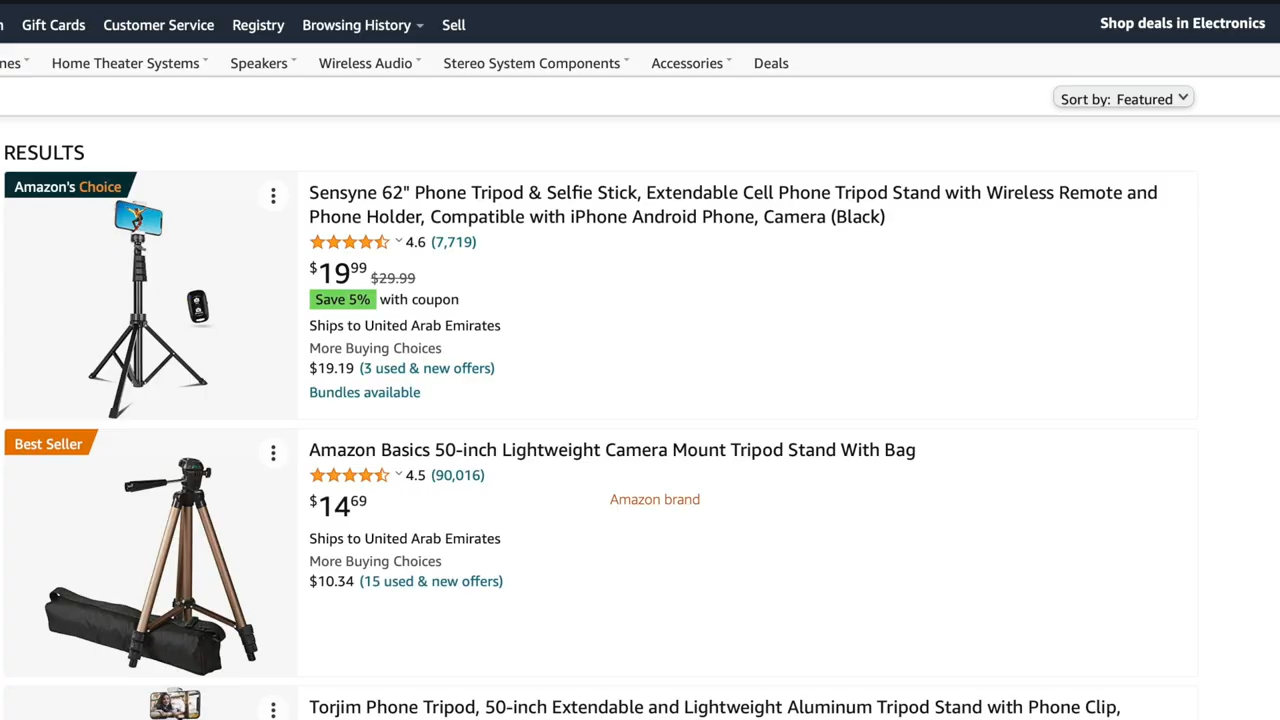 Gift Cards Customer Service Registry Browsing History Sell Shop deals in Electronics
Home Theater Systems Speakers Wireless Audio Stereo System Components Accessories Deals
Sort by: Featured
RESULTS
Amazon's Choice
Sensyne 62" Phone Tripod & Selfie Stick, Extendable Cell Phone Tripod Stand with Wireless Remote and
Phone Holder, Compatible with iPhone Android Phone, Camera (Black)
4.6 (7,719)
$19 99 $29.99
Save 5% with coupon
Ships to United Arab Emirates
More Buying Choices
$19.19 (3 used & new offers)
Bundles available
Best Seller
Amazon Basics 50-inch Lightweight Camera Mount Tripod Stand With Bag
4.5 (90,016)
$14 69 Amazon brand
Ships to United Arab Emirates
More Buying Choices
$10.34 (15 used & new offers)
Torjim Phone Tripod, 50-inch Extendable and Lightweight Aluminum Tripod Stand with Phone Clip,